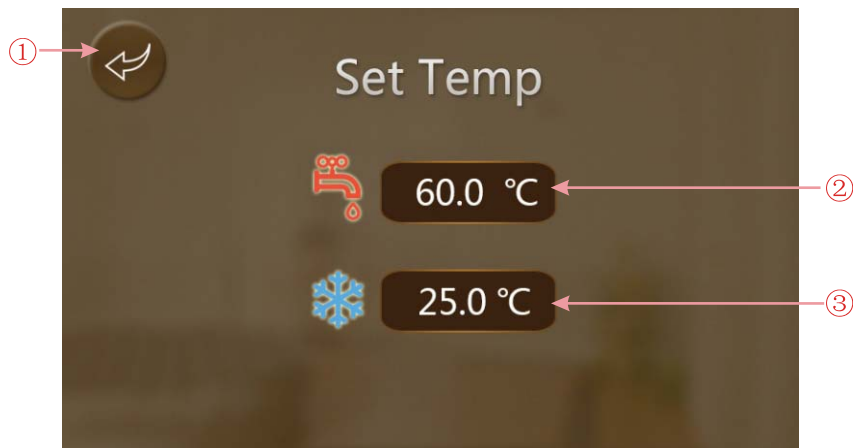 ①
Set Temp
60.0 ℃ ②
25.0 ℃ ③